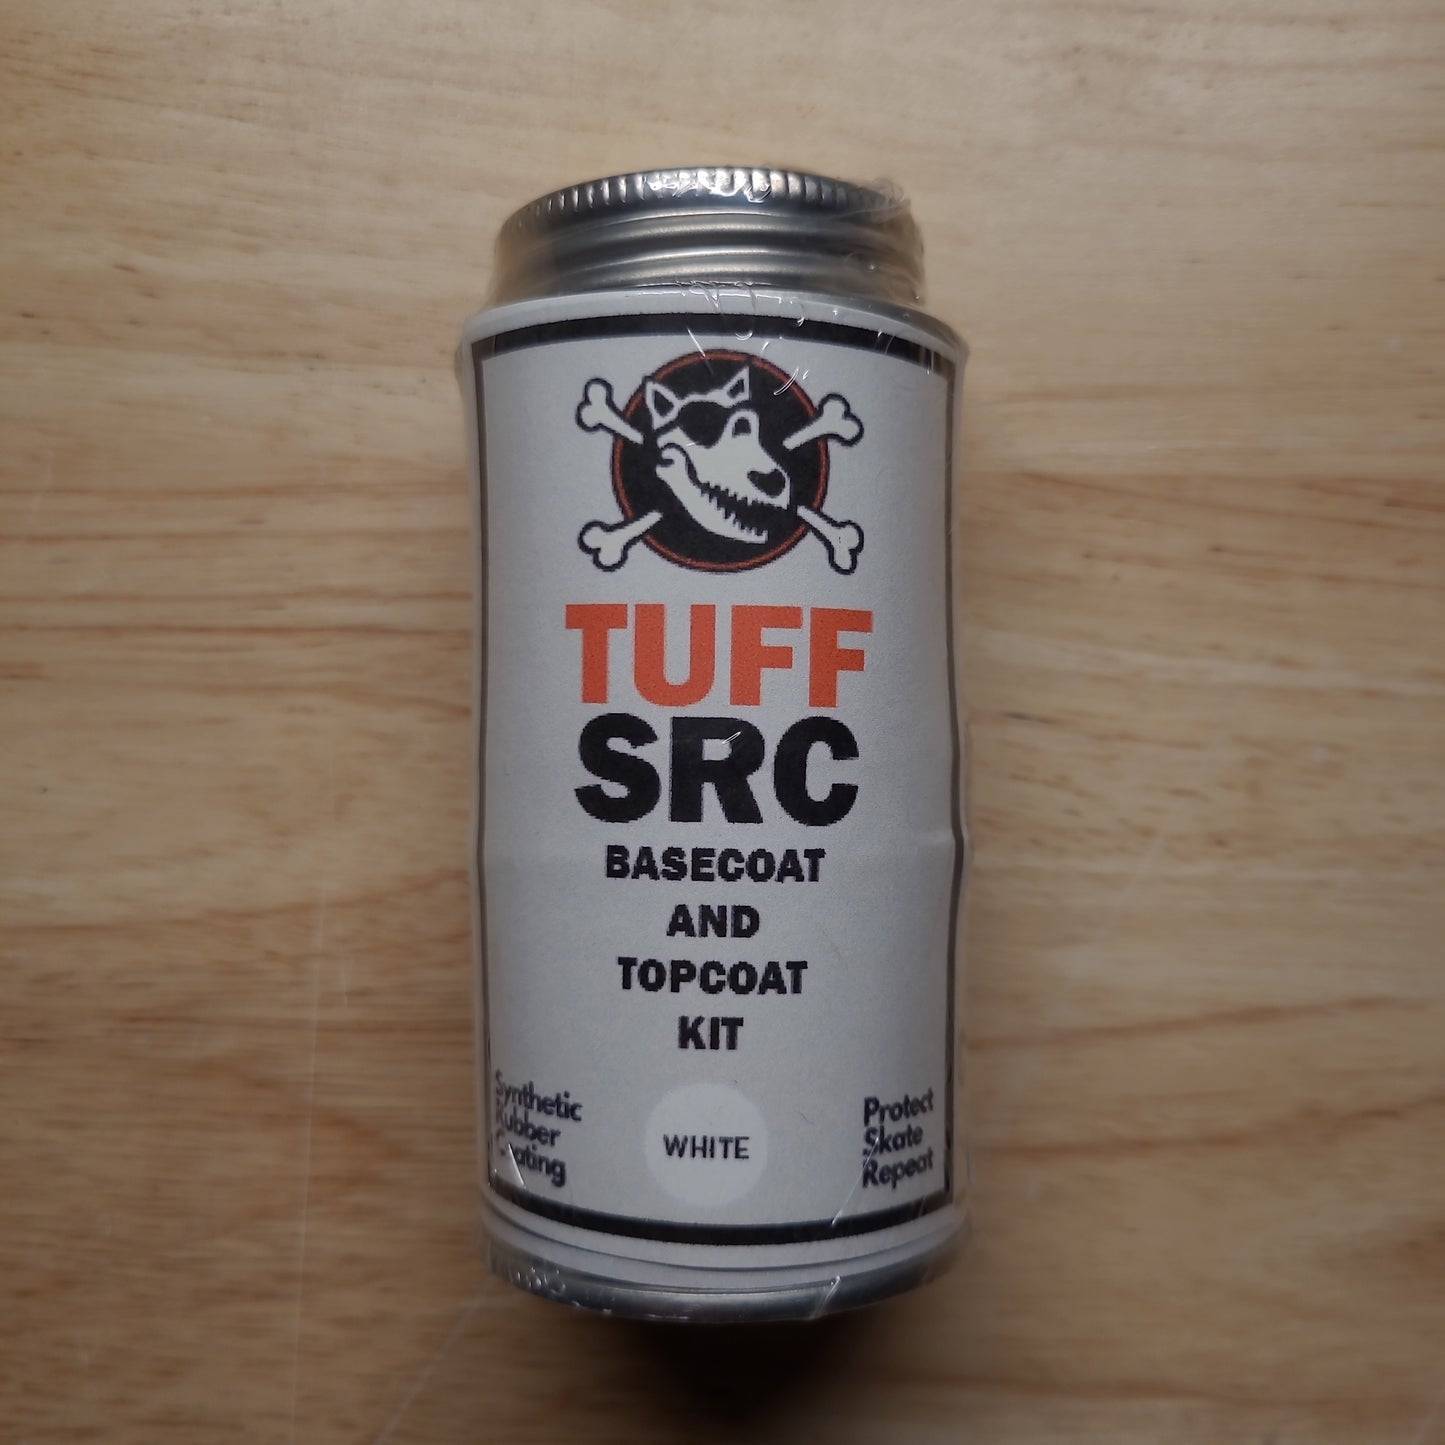 TUFF
SRC
BASECOAT
AND
TOPCOAT
KIT
Synthetic
Rubber
Coating
WHITE
Protect
Skate
Repeat